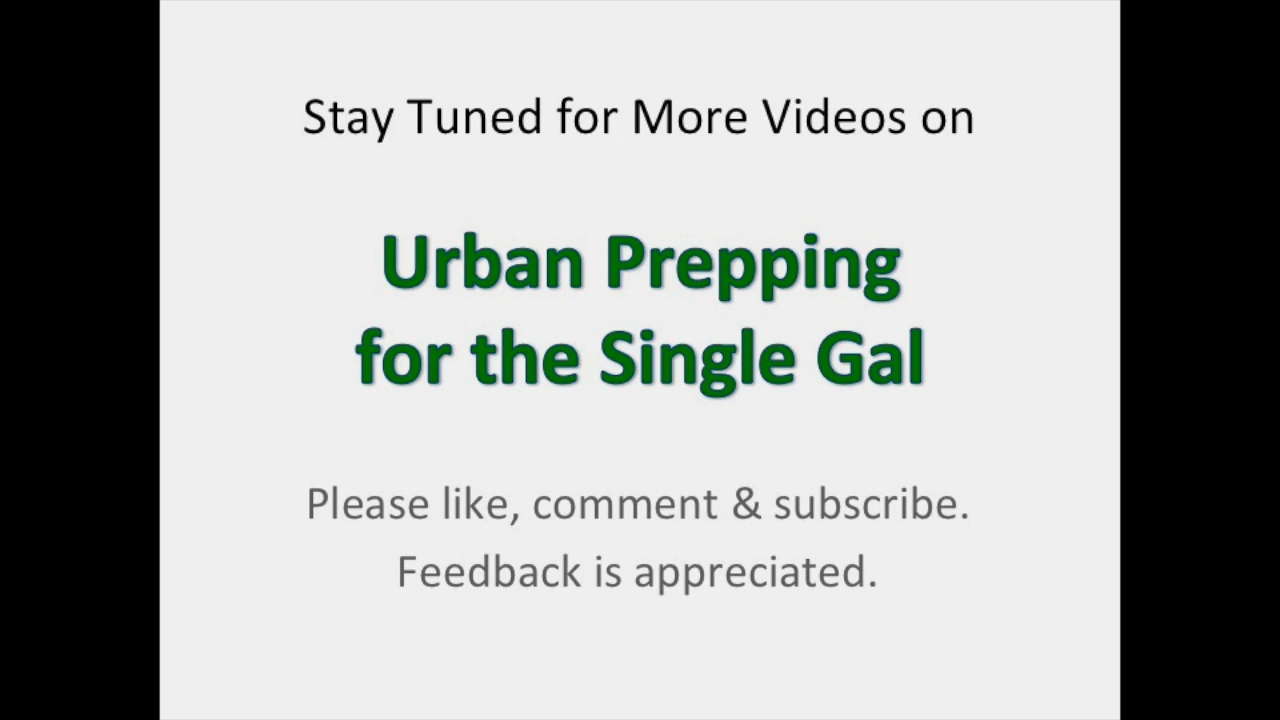 Stay Tuned for More Videos on
Urban Prepping
for the Single Gal
Please like, comment & subscribe.
Feedback is appreciated.